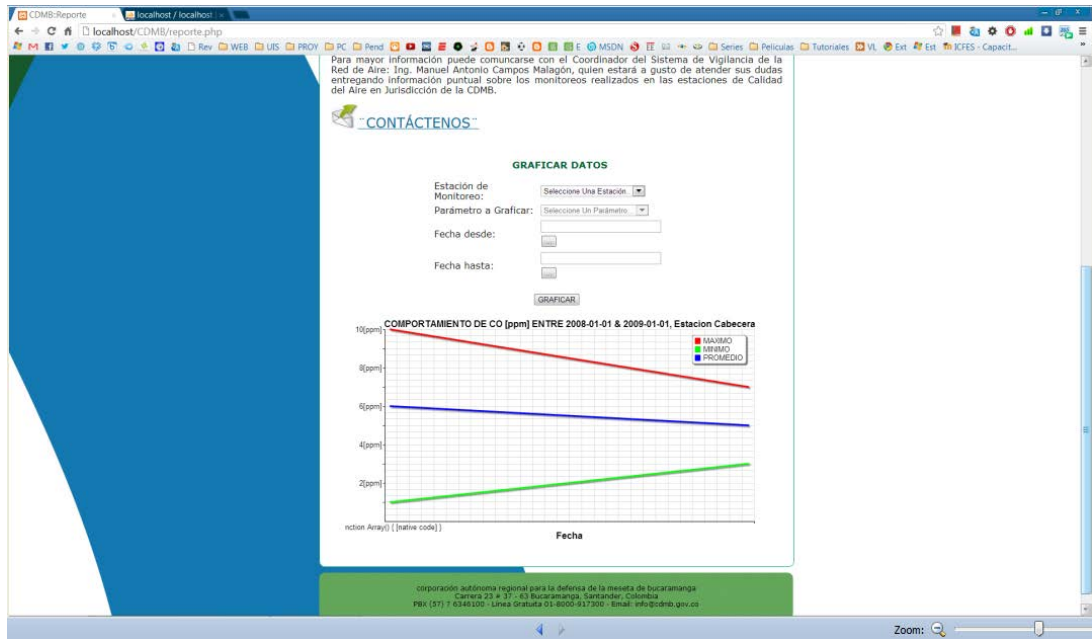 CDMB:Reporte
localhost / localhost
localhost/CDMB/reporte.php
Rev WEB UIS PROY PC Pend E MSDN Series Peliculas Tutoriales VL Ext Est ICFES - Capacit...
Para mayor información puede comuncarse con el Coordinador del Sistema de Vigilancia de la
Red de Aire: Ing. Manuel Antonio Campos Malagón, quien estará a gusto de atender sus dudas
entregando información puntual sobre los monitoreos realizados en las estaciones de Calidad
del Aire en Jurisdicción de la CDMB.
¨CONTÁCTENOS¨
GRAFICAR DATOS
Estación de
Monitoreo:
Seleccione Una Estación.
Parámetro a Graficar:
Seleccione Un Parámetro
Fecha desde:
...
Fecha hasta:
...
GRAFICAR
COMPORTAMIENTO DE CO [ppm] ENTRE 2008-01-01 & 2009-01-01, Estacion Cabecera
10[ppm]
MAXIMO
MINIMO
PROMEDIO
8[ppm]
6[ppm]
4[ppm]
2[ppm]
nction Array() { [native code] }
Fecha
corporación autónoma regional para la defensa de la meseta de bucaramanga
Carrera 23 # 37 - 63 Bucaramanga, Santander, Colombia
PBX (57) 7 6346100 - Línea Gratuita 01-8000-917300 - Email: info@cdmb.gov.co
Zoom: